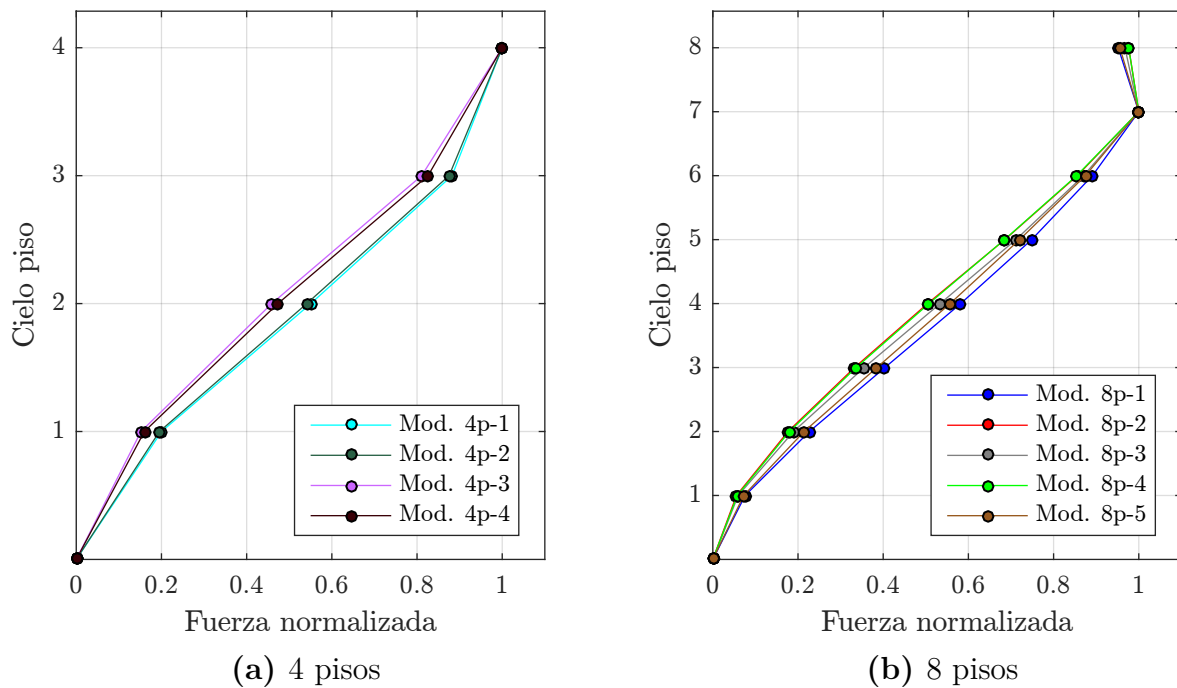 4
3
2
1
Cielo piso
0
0.2
0.4
0.6
0.8
1
Fuerza normalizada
Mod. 4p-1
Mod. 4p-2
Mod. 4p-3
Mod. 4p-4
(a) 4 pisos
8
7
6
5
4
3
2
1
Cielo piso
0
0.2
0.4
0.6
0.8
1
Fuerza normalizada
Mod. 8p-1
Mod. 8p-2
Mod. 8p-3
Mod. 8p-4
Mod. 8p-5
(b) 8 pisos